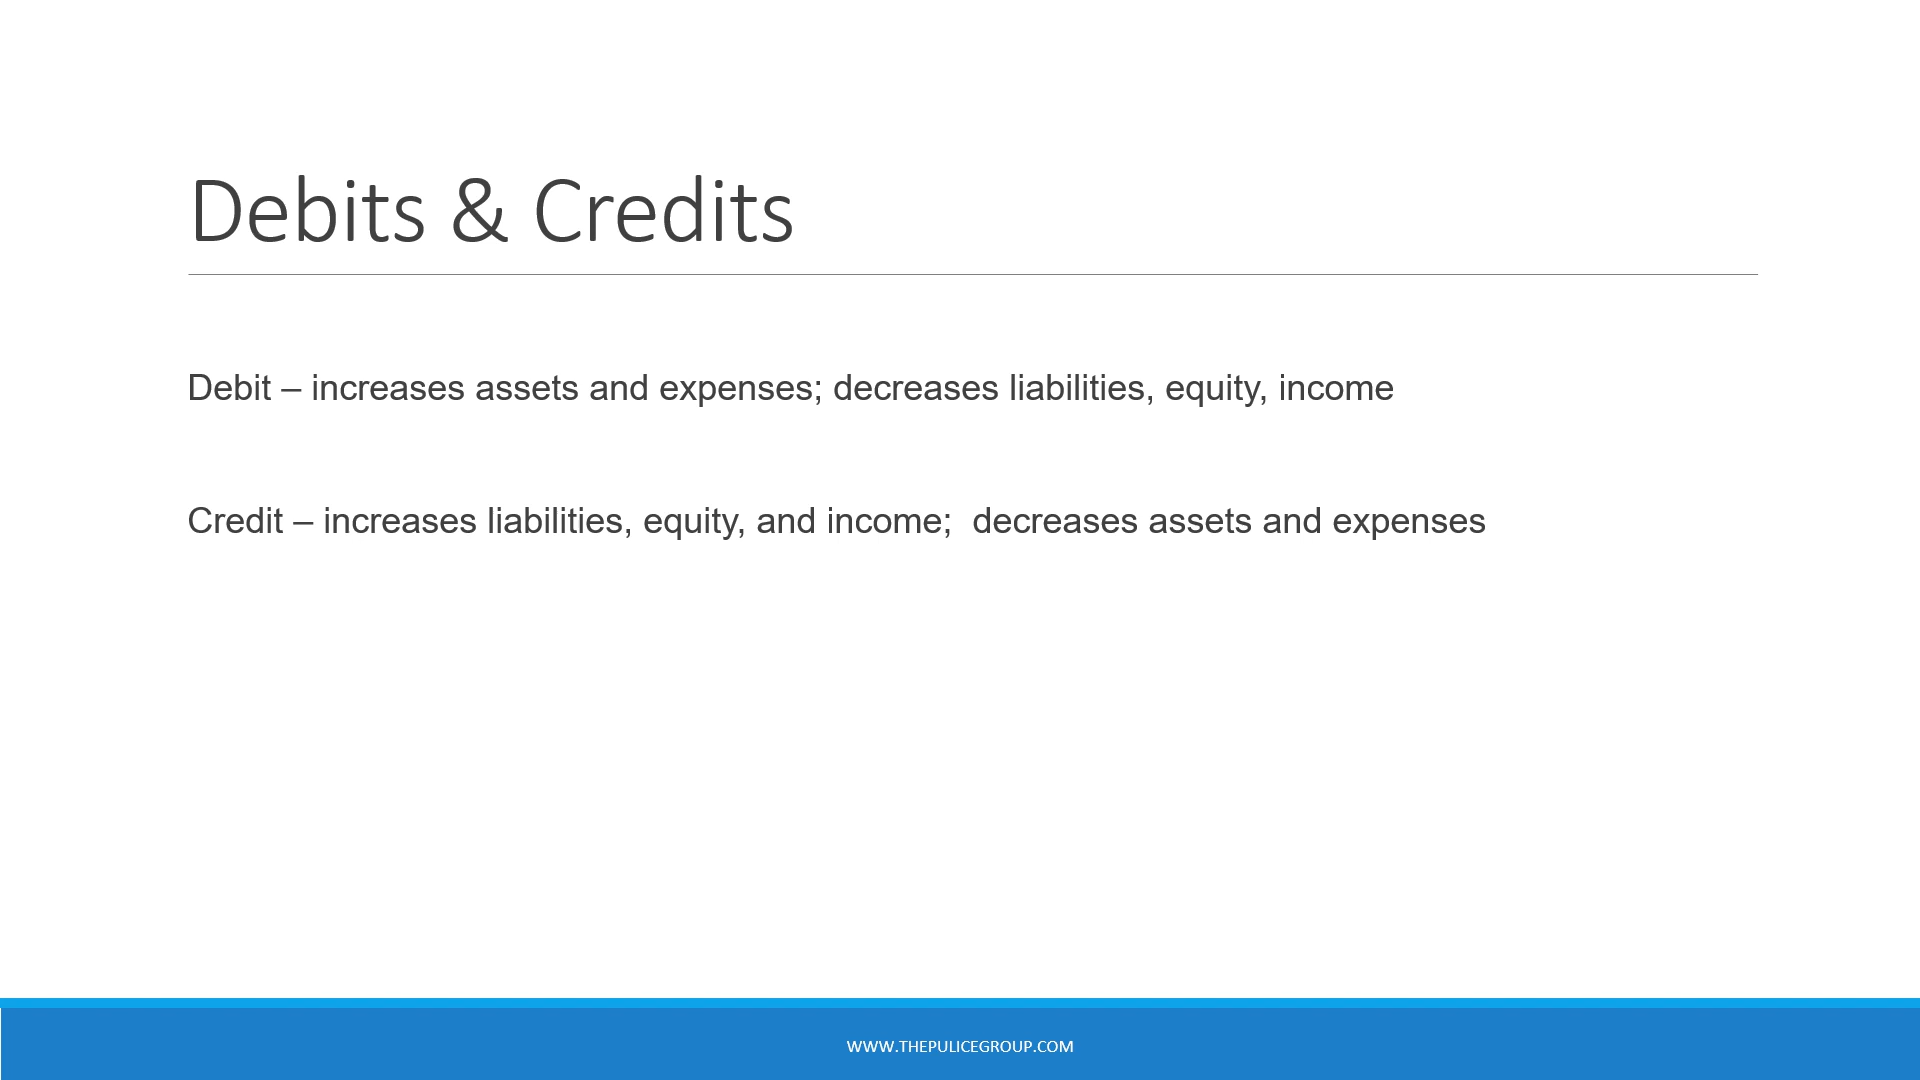 Debits & Credits
Debit – increases assets and expenses; decreases liabilities, equity, income
Credit – increases liabilities, equity, and income;  decreases assets and expenses
WWW.THEPULICEGROUP.COM